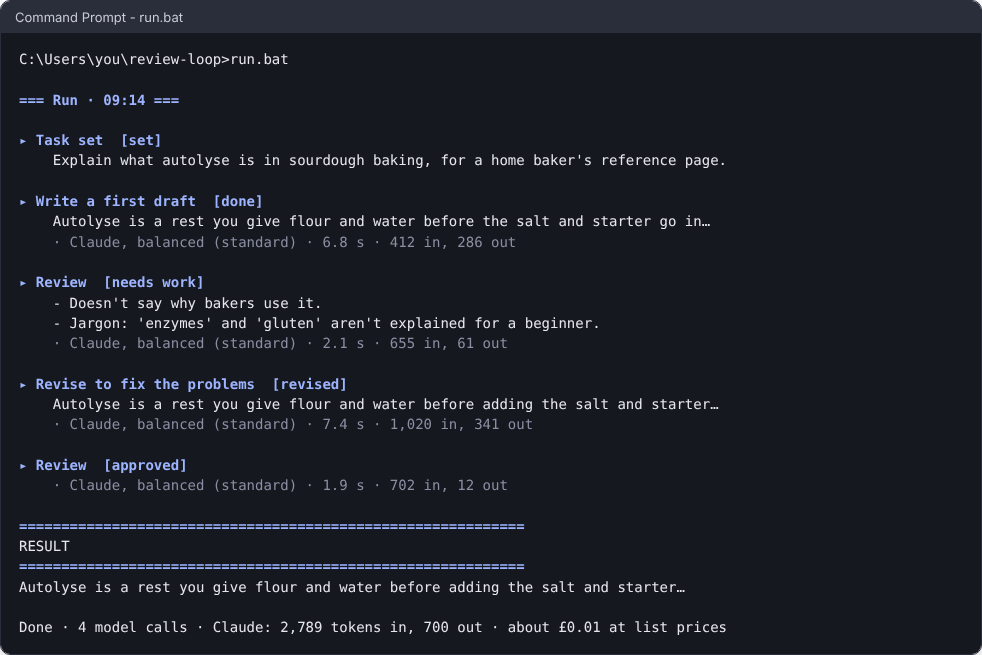 Command Prompt - run.bat
C:\Users\you\review-loop>run.bat
=== Run · 09:14 ===
▸ Task set  [set]
Explain what autolyse is in sourdough baking, for a home baker's reference page.
▸ Write a first draft  [done]
Autolyse is a rest you give flour and water before the salt and starter go in…
· Claude, balanced (standard) · 6.8 s · 412 in, 286 out
▸ Review  [needs work]
- Doesn't say why bakers use it.
- Jargon: 'enzymes' and 'gluten' aren't explained for a beginner.
· Claude, balanced (standard) · 2.1 s · 655 in, 61 out
▸ Revise to fix the problems  [revised]
Autolyse is a rest you give flour and water before adding the salt and starter…
· Claude, balanced (standard) · 7.4 s · 1,020 in, 341 out
▸ Review  [approved]
· Claude, balanced (standard) · 1.9 s · 702 in, 12 out
============================================================
RESULT
============================================================
Autolyse is a rest you give flour and water before adding the salt and starter…
Done · 4 model calls · Claude: 2,789 tokens in, 700 out · about £0.01 at list prices